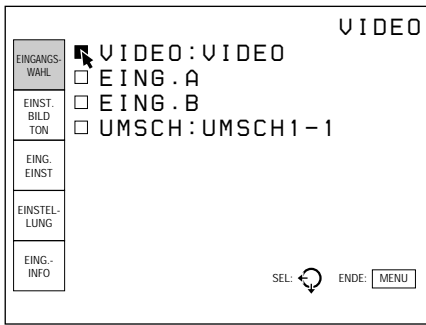 VIDEO
EINGANGS-
WAHL
VIDEO:VIDEO
EING.A
EING.B
UMSCH:UMSCH1-1
EINST.
BILD
TON
EING.
EINST
EINSTEL-
LUNG
EING.-
INFO
SEL: ENDE: MENU